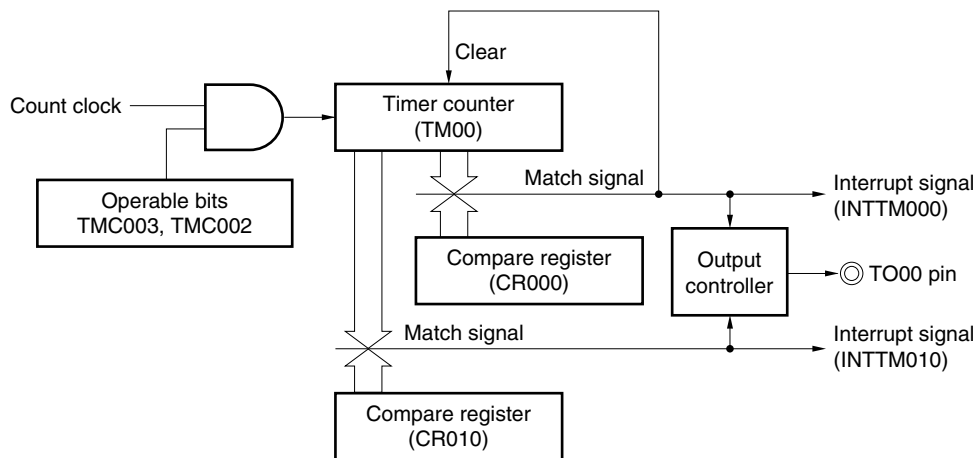 Clear
Count clock
Timer counter
(TM00)
Operable bits
TMC003, TMC002
Match signal
Interrupt signal
(INTTM000)
Compare register
(CR000)
Output
controller
TO00 pin
Match signal
Interrupt signal
(INTTM010)
Compare register
(CR010)